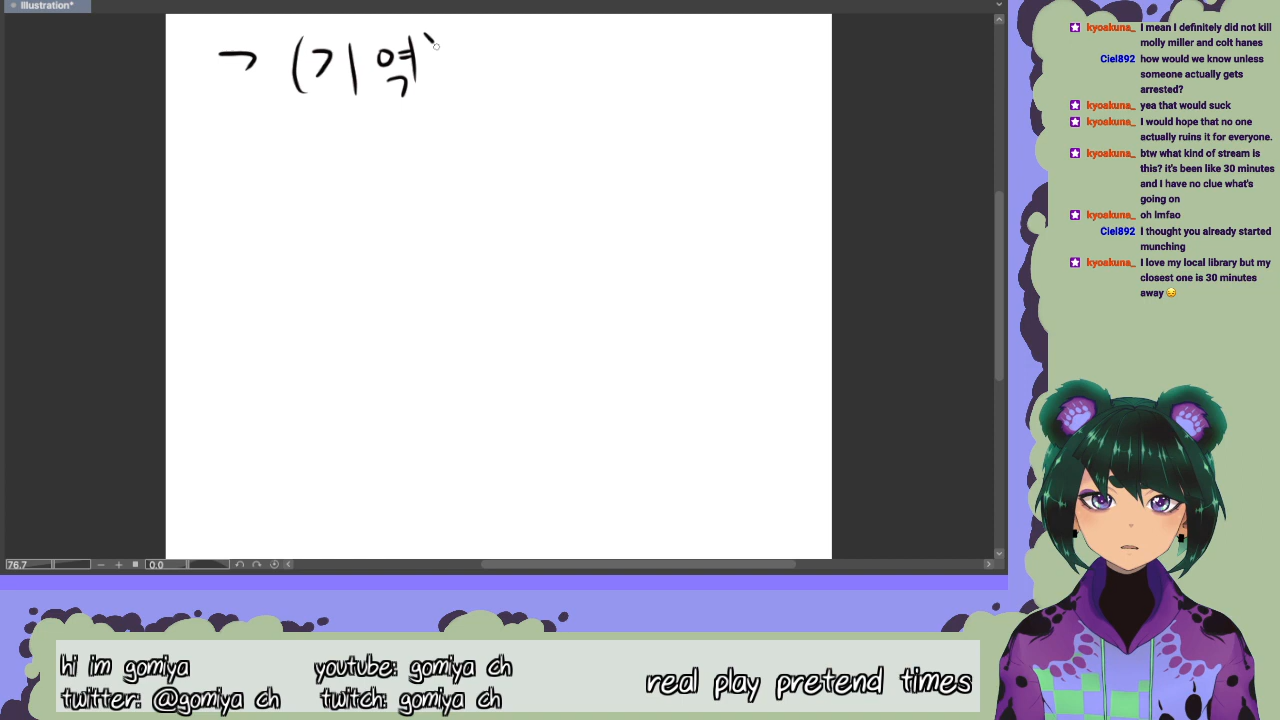 Illustration*
ㄱ (기역
76.7
0.0
kyoakuna_ I mean I definitely did not kill
molly miller and colt hanes
Ciel892 how would we know unless
someone actually gets
arrested?
kyoakuna_ yea that would suck
kyoakuna_ I would hope that no one
actually ruins it for everyone.
kyoakuna_ btw what kind of stream is
this? it's been like 30 minutes
and I have no clue what's
going on
kyoakuna_ oh lmfao
Ciel892 I thought you already started
munching
kyoakuna_ I love my local library but my
closest one is 30 minutes
away 😔
hi im gomiya
twitter: @gomiya ch
youtube: gomiya ch
twitch: gomiya ch
real play pretend times